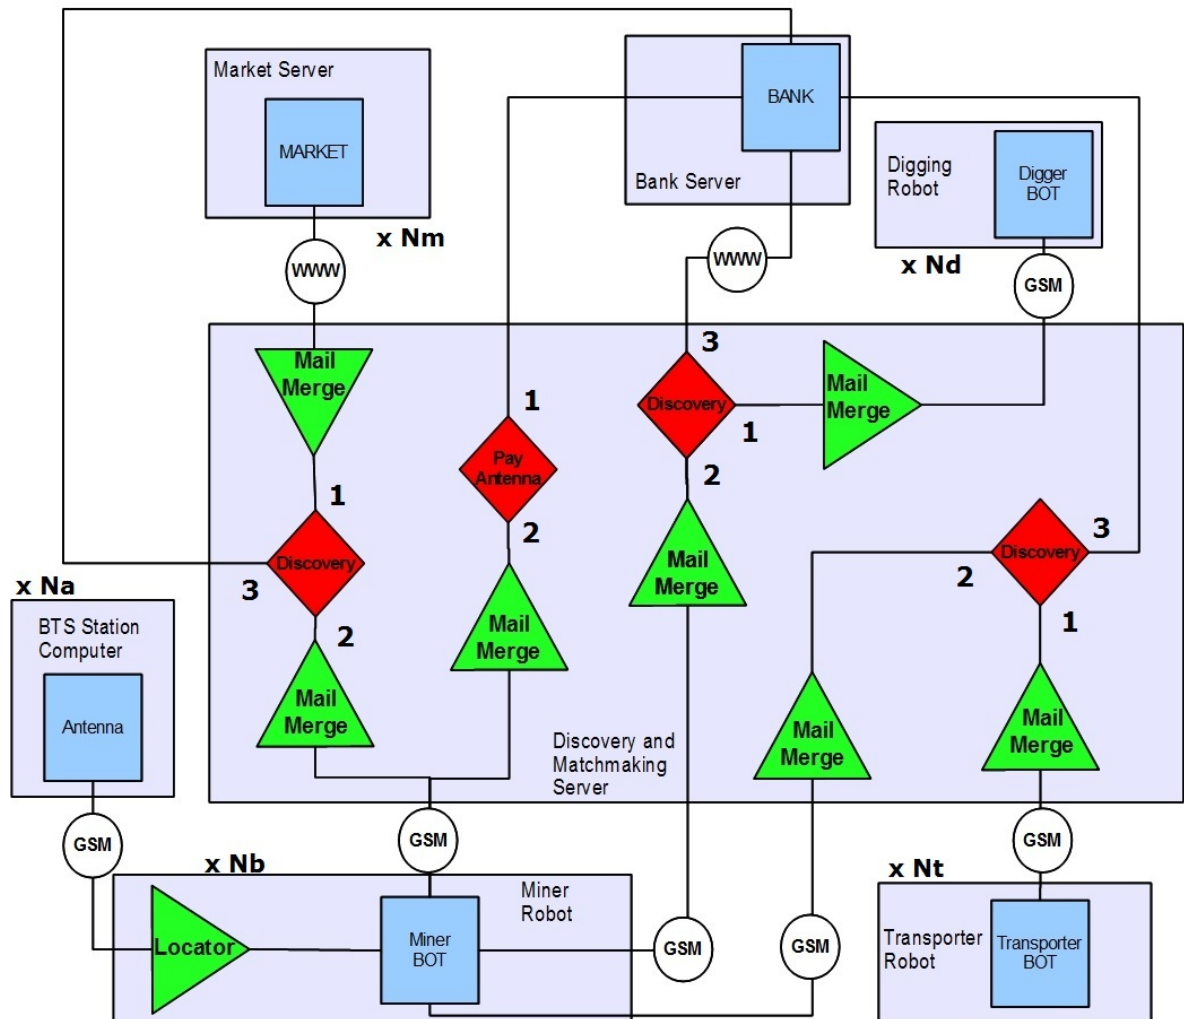 Market Server
MARKET
x Nm
WWW
BANK
Bank Server
WWW
Digging
Robot
Digger
BOT
x Nd
GSM
Mail
Merge
1
Discovery
3
2
Mail
Merge
1
Pay
Antenna
2
Mail
Merge
3
Discovery
1
2
Mail
Merge
Mail
Merge
Discovery
3
2
1
Mail
Merge
Mail
Merge
Discovery and
Matchmaking
Server
x Na
BTS Station
Computer
Antenna
GSM
x Nb
Locator
Miner
BOT
Miner
Robot
GSM
GSM
GSM
GSM
x Nt
Transporter
Robot
Transporter
BOT